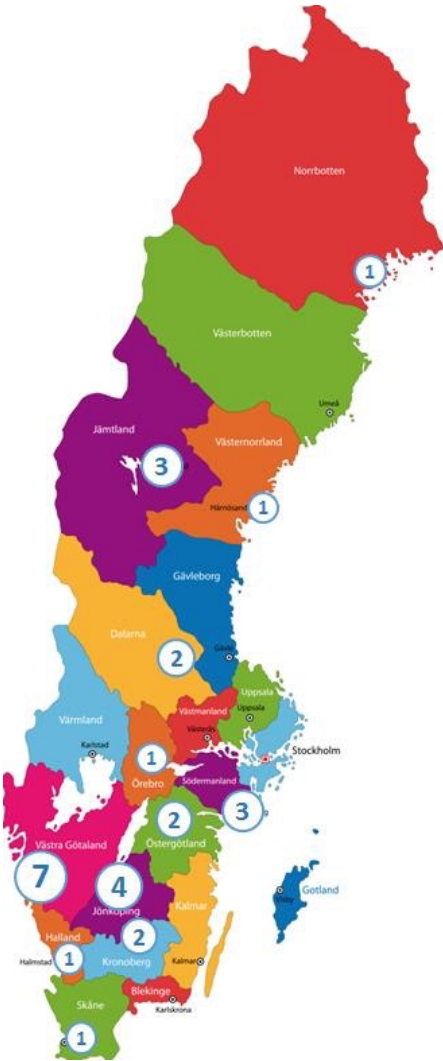 Norrbotten
1
Västerbotten
Umeå
Jämtland
Västernorrland
3
Härnösand
1
Gävleborg
Dalarna
2
Gävle
Uppsala
Uppsala
Värmland
Västmanland
Västerås
Karlstad
Stockholm
1
Örebro
Södermanland
3
2
Östergötland
Västra Götaland
7
4
Jönköping
Kalmar
Visby
Gotland
Halland
2
Halmstad
1
Kronoberg
Kalmar
Blekinge
Karlskrona
Skåne
1